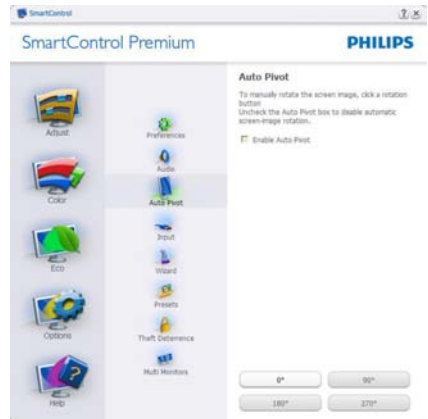 SmartControl
SmartControl Premium
PHILIPS
Adjust
Color
Eco
Options
Help
Preferences
Audio
Auto Pivot
Input
Wizard
Presets
Theft Deterrence
Multi Monitors
Auto Pivot
To manually rotate the screen image, click a rotation
button
Uncheck the Auto Pivot box to disable automatic
screen-image rotation.
Enable Auto Pivot
0°
90°
180°
270°